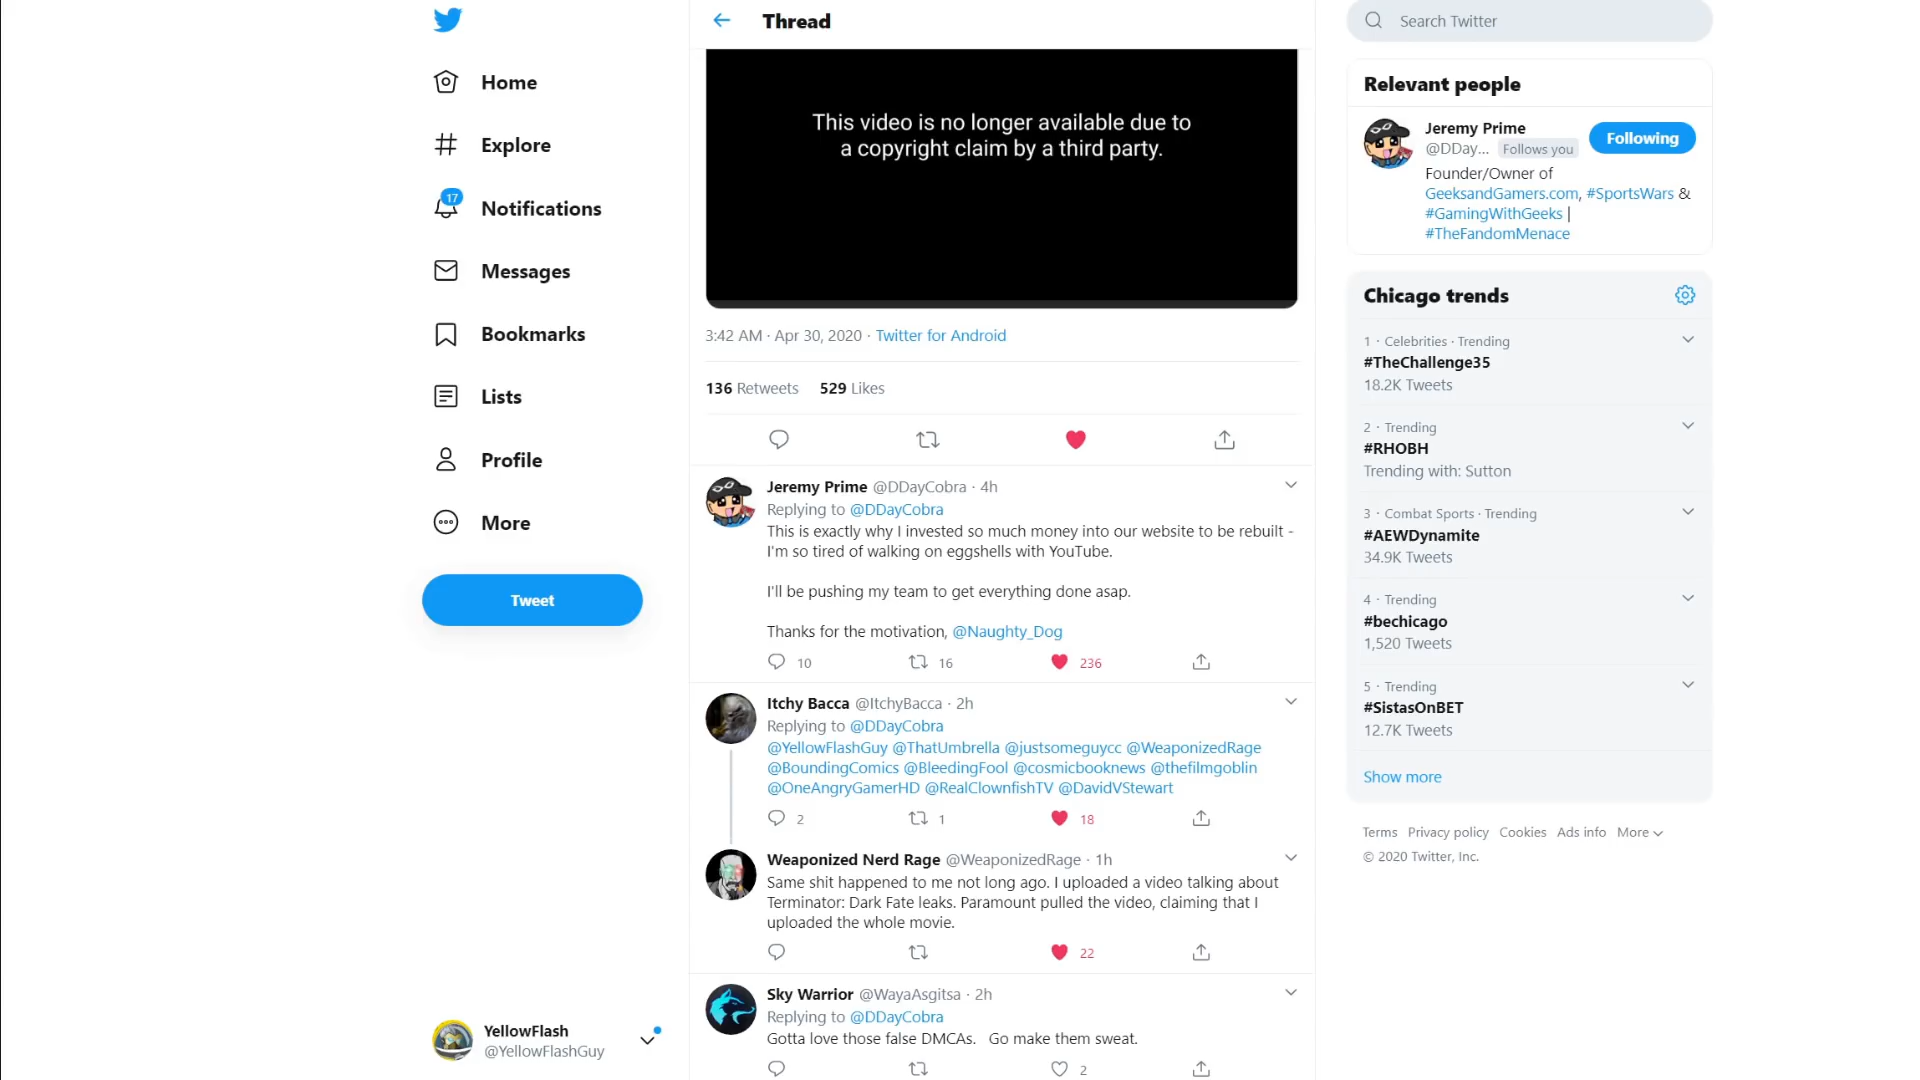 Home
Explore
17
Notifications
Messages
Bookmarks
Lists
Profile
More
Tweet
YellowFlash
@YellowFlashGuy
Thread
This video is no longer available due to
a copyright claim by a third party.
3:42 AM · Apr 30, 2020 · Twitter for Android
136 Retweets 529 Likes
Jeremy Prime @DDayCobra · 4h
Replying to @DDayCobra
This is exactly why I invested so much money into our website to be rebuilt -
I'm so tired of walking on eggshells with YouTube.
I'll be pushing my team to get everything done asap.
Thanks for the motivation, @Naughty_Dog
10 16 236
Itchy Bacca @ItchyBacca · 2h
Replying to @DDayCobra
@YellowFlashGuy @ThatUmbrella @justsomeguycc @WeaponizedRage
@BoundingComics @BleedingFool @cosmicbooknews @thefilmgoblin
@OneAngryGamerHD @RealClownfishTV @DavidVStewart
2 1 18
Weaponized Nerd Rage @WeaponizedRage · 1h
Same shit happened to me not long ago. I uploaded a video talking about
Terminator: Dark Fate leaks. Paramount pulled the video, claiming that I
uploaded the whole movie.
22
Sky Warrior @WayaAsgitsa · 2h
Replying to @DDayCobra
Gotta love those false DMCAs. Go make them sweat.
2
Search Twitter
Relevant people
Jeremy Prime
@DDay... Follows you
Following
Founder/Owner of
GeeksandGamers.com, #SportsWars &
#GamingWithGeeks |
#TheFandomMenace
Chicago trends
1 · Celebrities · Trending
#TheChallenge35
18.2K Tweets
2 · Trending
#RHOBH
Trending with: Sutton
3 · Combat Sports · Trending
#AEWDynamite
34.9K Tweets
4 · Trending
#bechicago
1,520 Tweets
5 · Trending
#SistasOnBET
12.7K Tweets
Show more
Terms Privacy policy Cookies Ads info More
© 2020 Twitter, Inc.